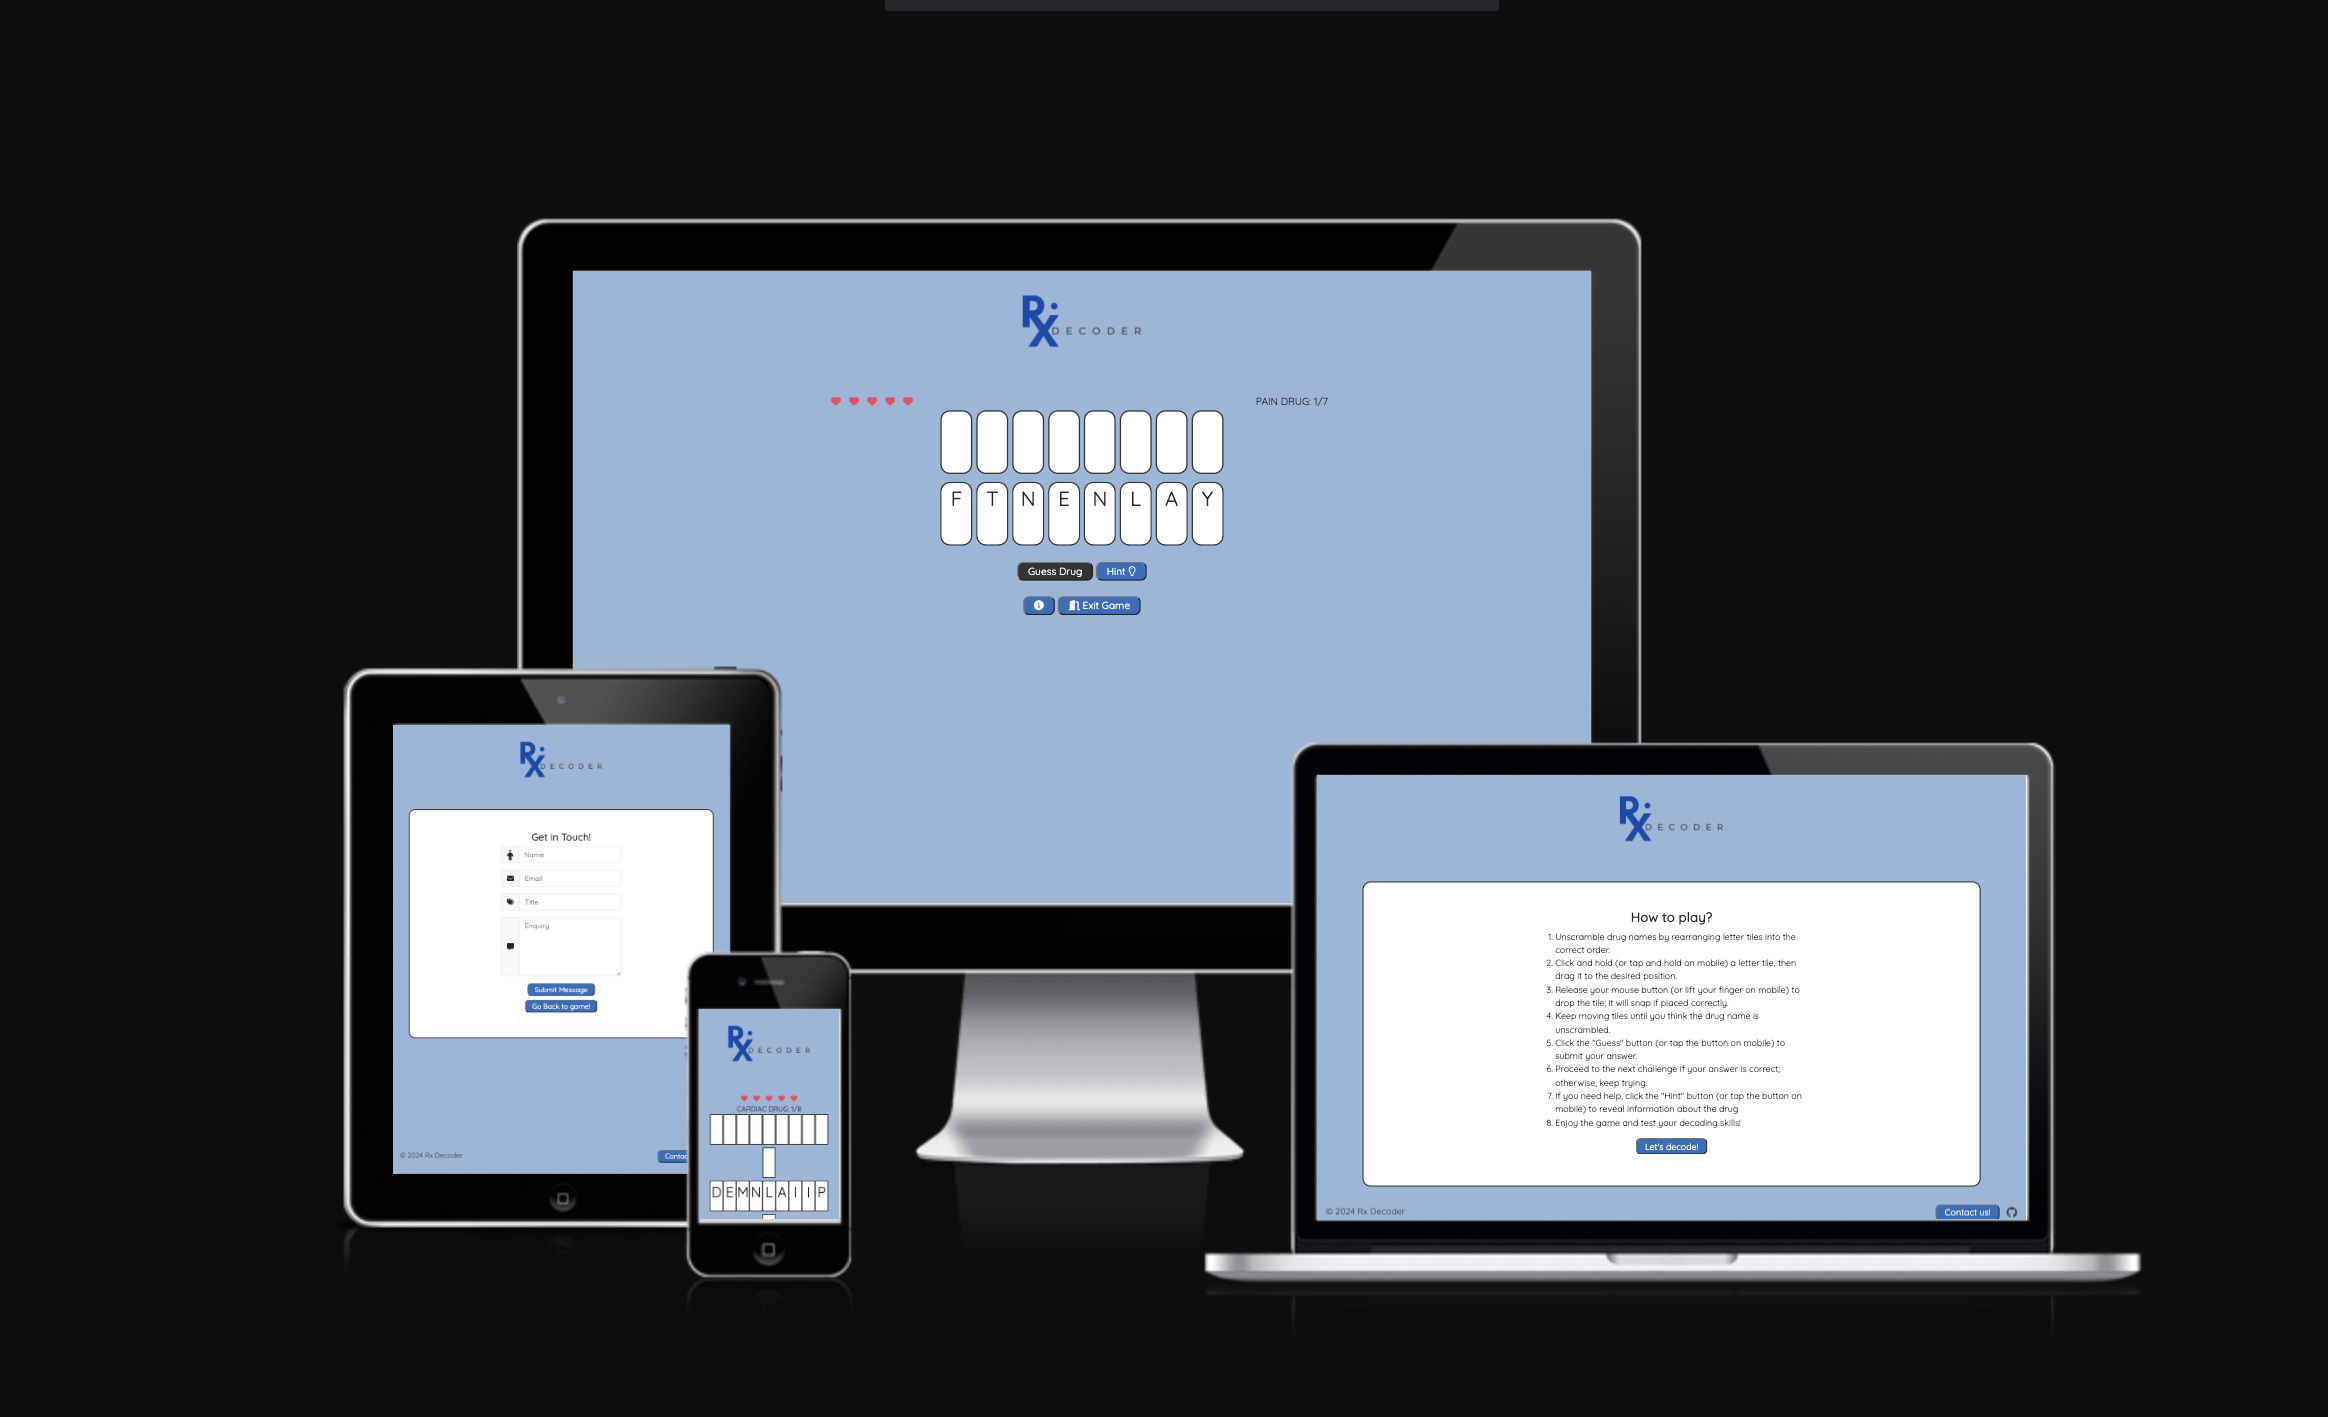 Rx DECODER
PAIN DRUG: 1/7
F T N E N L A Y
Guess Drug Hint
Exit Game
Rx DECODER
Get in Touch!
Name
Email
Title
Enquiry
Submit Message
Go Back to game!
© 2024 Rx Decoder
Contac
Rx DECODER
CARDIAC DRUG: 1/8
D E M N L A I I P
Rx DECODER
How to play?
1. Unscramble drug names by rearranging letter tiles into the
correct order.
2. Click and hold (or tap and hold on mobile) a letter tile, then
drag it to the desired position.
3. Release your mouse button (or lift your finger on mobile) to
drop the tile; it will snap if placed correctly.
4. Keep moving tiles until you think the drug name is
unscrambled.
5. Click the "Guess" button (or tap the button on mobile) to
submit your answer.
6. Proceed to the next challenge if your answer is correct;
otherwise, keep trying.
7. If you need help, click the "Hint" button (or tap the button on
mobile) to reveal information about the drug
8. Enjoy the game and test your decoding skills!
Let's decode!
© 2024 Rx Decoder
Contact us!